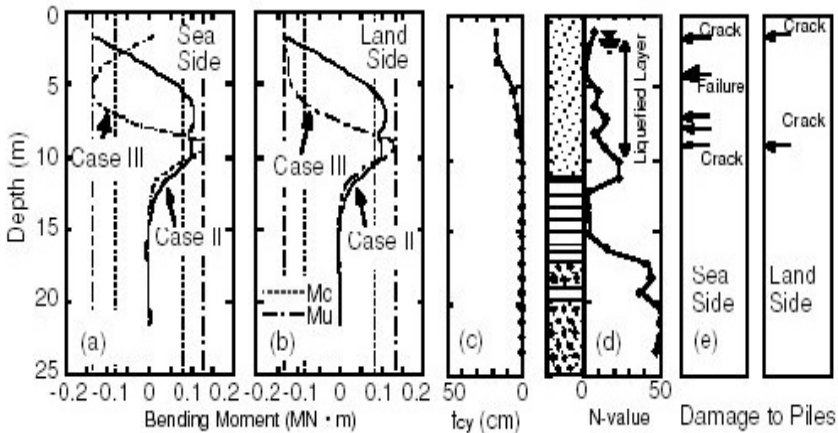 0
5
10
15
20
25
Depth (m)
Sea
Side
Case III
Case II
(a)
-0.2
-0.1
0
0.1
0.2
Land
Side
Case III
Case II
Mc
Mu
(b)
-0.2
-0.1
0
0.1
0.2
Bending Moment (MN・m)
(c)
50
0
fcy (cm)
Liquefied Layer
(d)
0
50
N-value
Crack
Failure
Crack
Sea
Side
(e)
Crack
Crack
Land
Side
Damage to Piles